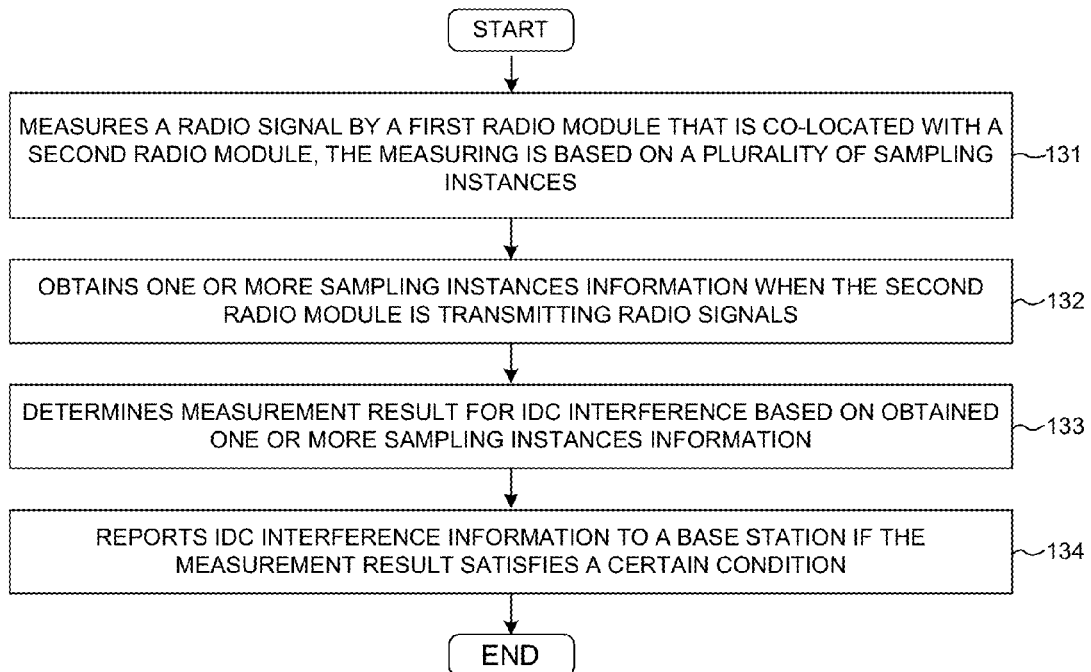 START
MEASURES A RADIO SIGNAL BY A FIRST RADIO MODULE THAT IS CO-LOCATED WITH A
SECOND RADIO MODULE, THE MEASURING IS BASED ON A PLURALITY OF SAMPLING
INSTANCES
131
OBTAINS ONE OR MORE SAMPLING INSTANCES INFORMATION WHEN THE SECOND
RADIO MODULE IS TRANSMITTING RADIO SIGNALS
132
DETERMINES MEASUREMENT RESULT FOR IDC INTERFERENCE BASED ON OBTAINED
ONE OR MORE SAMPLING INSTANCES INFORMATION
133
REPORTS IDC INTERFERENCE INFORMATION TO A BASE STATION IF THE
MEASUREMENT RESULT SATISFIES A CERTAIN CONDITION
134
END